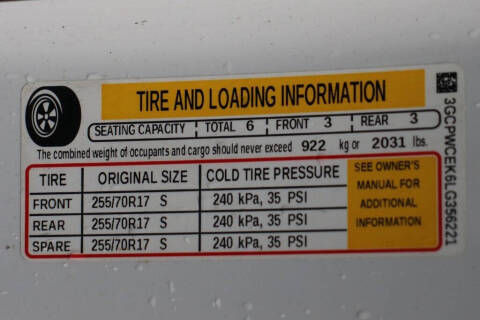 TIRE AND LOADING INFORMATION
SEATING CAPACITY TOTAL 6 FRONT 3 REAR 3
The combined weight of occupants and cargo should never exceed 922 kg or 2031 lbs.
TIRE ORIGINAL SIZE COLD TIRE PRESSURE
FRONT 255/70R17 S 240 kPa, 35 PSI
REAR 255/70R17 S 240 kPa, 35 PSI
SPARE 255/70R17 S 240 kPa, 35 PSI
SEE OWNER'S
MANUAL FOR
ADDITIONAL
INFORMATION
3GCPWCEK6LG356221